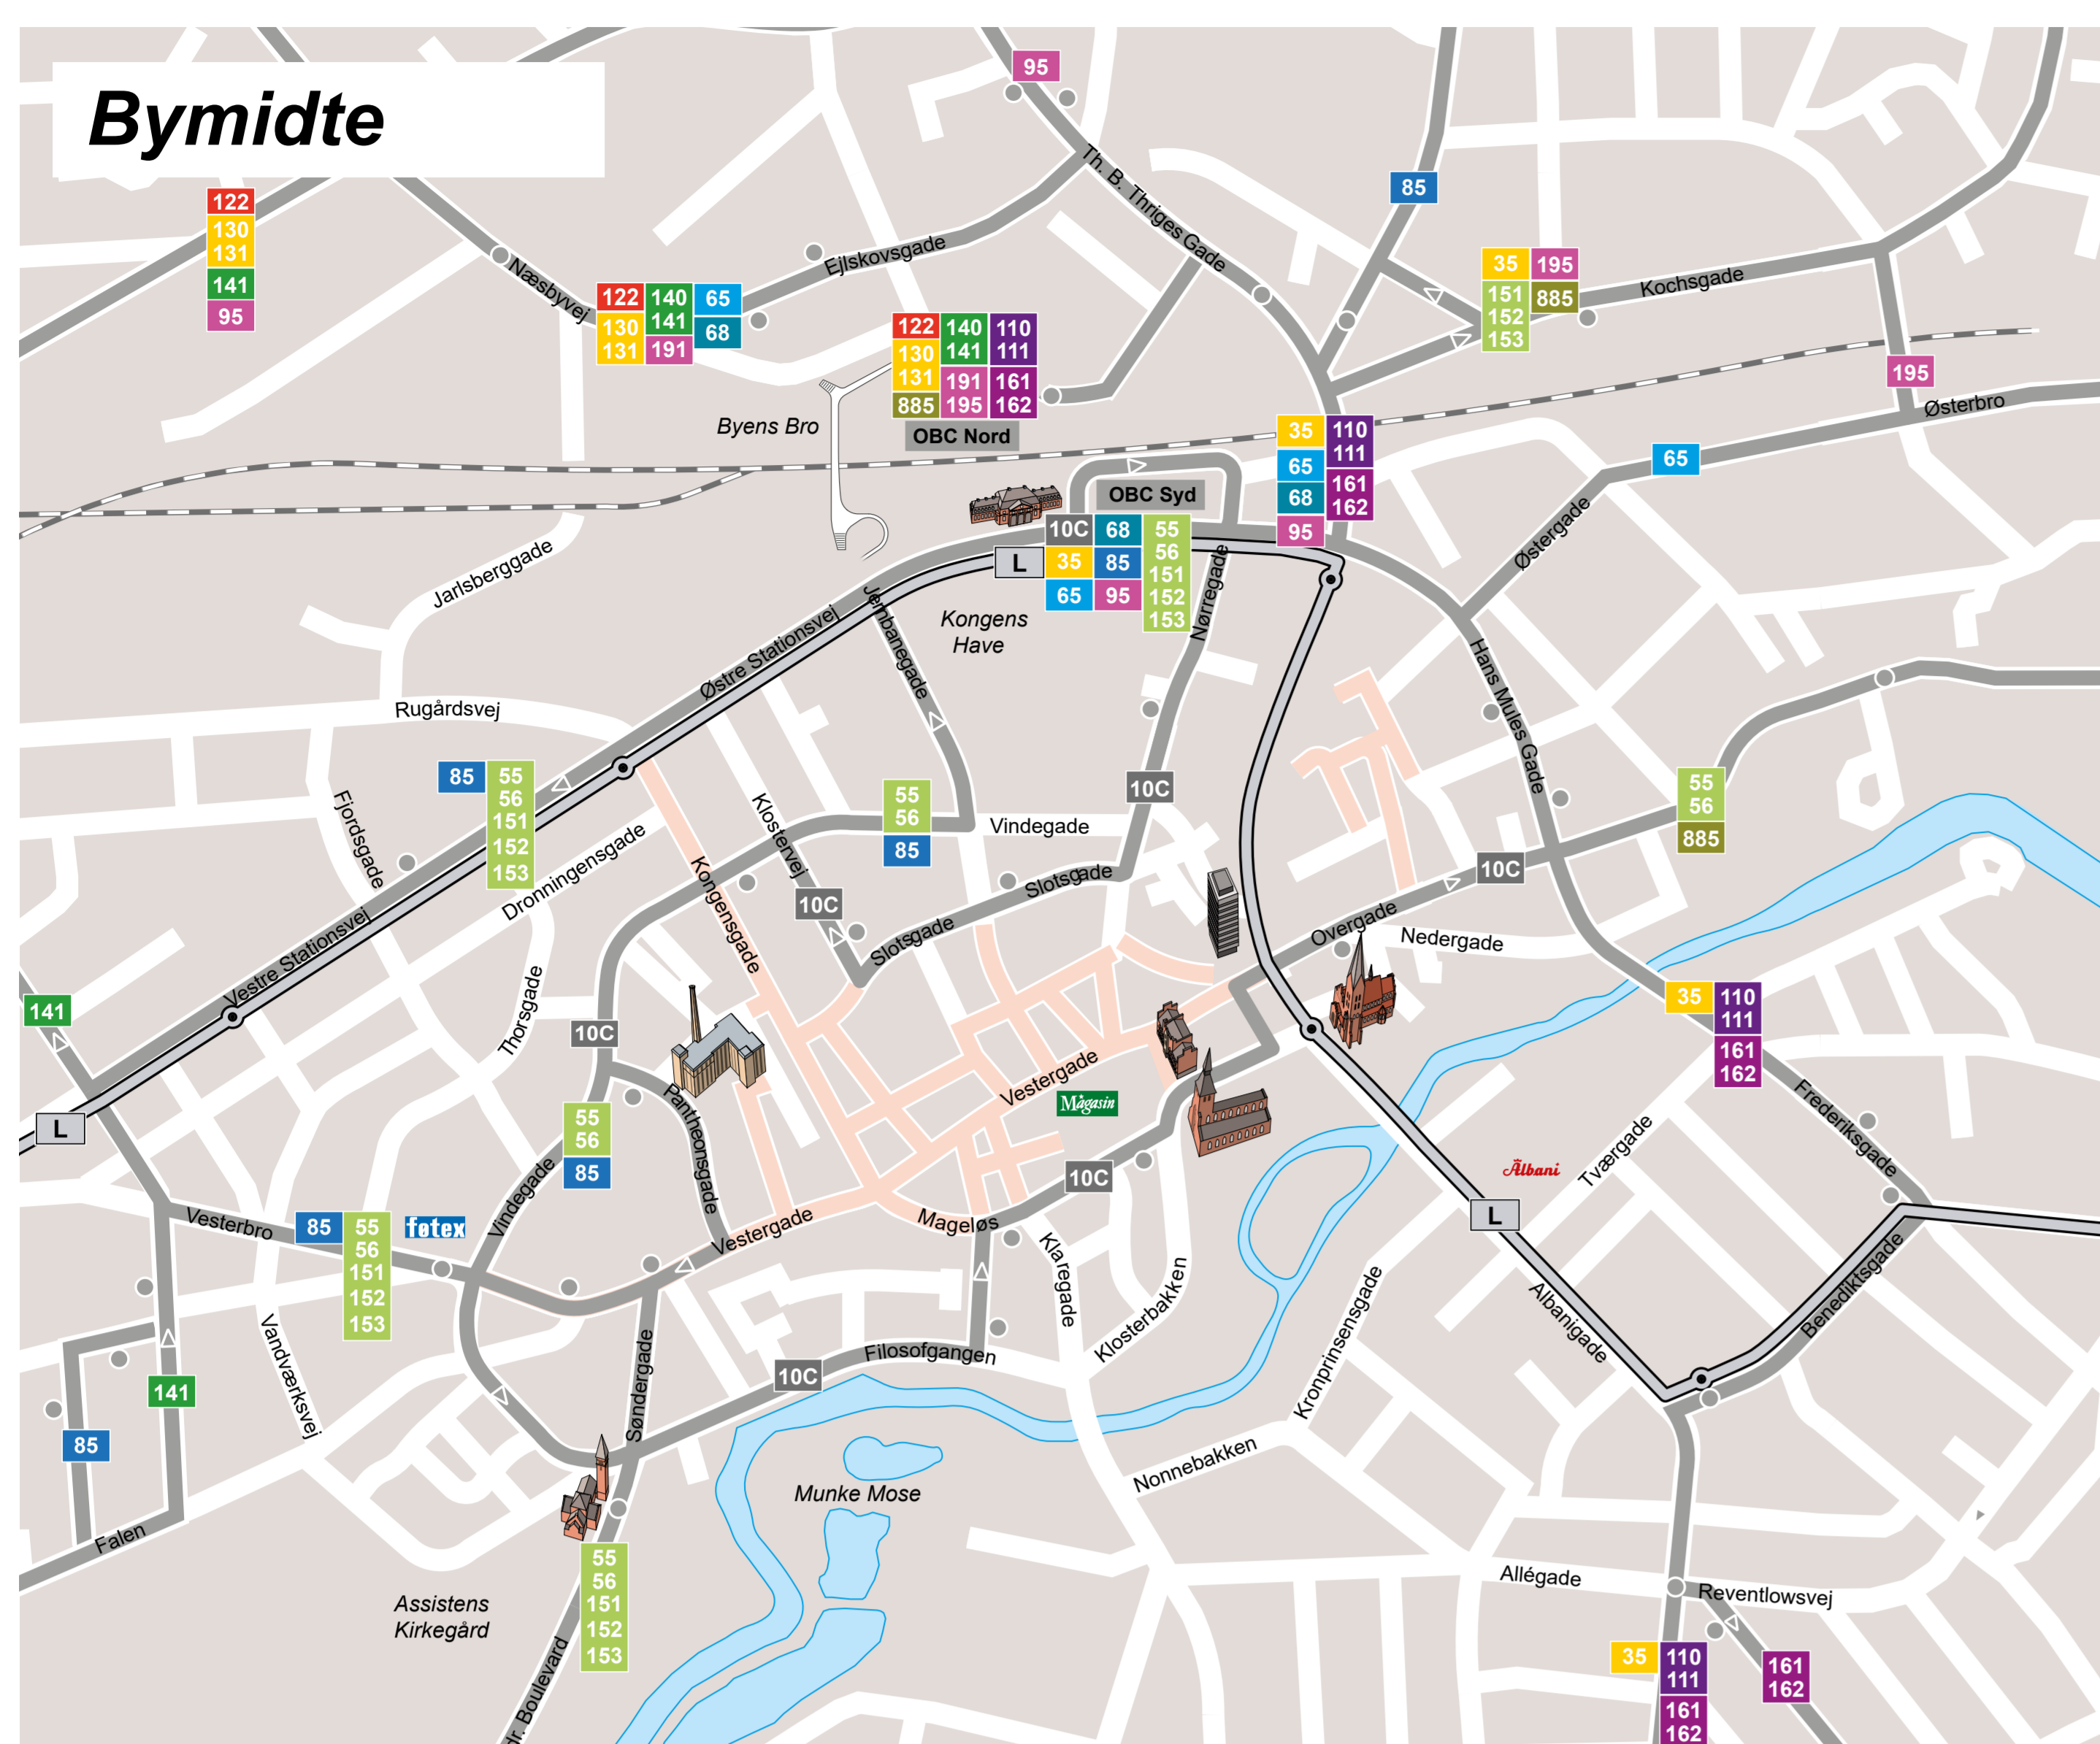 Bymidte
95
Th. B. Thriges Gade
85
122
130
131
141
95
Næsbyvej
122
130
131
140
141
191
65
68
Ejlskovsgade
122
130
131
885
140
141
191
195
110
111
161
162
OBC Nord
Byens Bro
35
151
152
153
195
885
Kochsgade
195
Østerbro
65
Østergade
35
65
68
95
110
111
161
162
OBC Syd
10C
35
65
68
85
95
55
56
151
152
153
L
Kongens
Have
Nørregade
Jarlsberggade
Jernbanegade
Østre Stationsvej
Rugårdsvej
Hans Mules Gade
85
55
56
151
152
153
Fjordsgade
Dronningensgade
Klostervej
Kongensgade
55
56
85
Vindegade
10C
10C
Slotsgade
Slotsgade
55
56
885
10C
Overgade
Nedergade
Vestre Stationsvej
Thorsgade
141
10C
35
110
111
161
162
Frederiksgade
Vestergade
Magasin
Pantheonsgade
L
55
56
85
Vindegade
10C
Albani
Tværgade
L
Vesterbro
85
55
56
151
152
153
føtex
Vestergade
Mageløs
Klaregade
Klosterbakken
Kronprinsensgade
Albanigade
Benediktsgade
Vandværksvej
Søndergade
10C
Filosofgangen
141
85
Falen
Nonnebakken
Munke Mose
Assistens
Kirkegård
55
56
151
152
153
dr. Boulevard
Allégade
Reventlowsvej
35
110
111
161
162
161
162